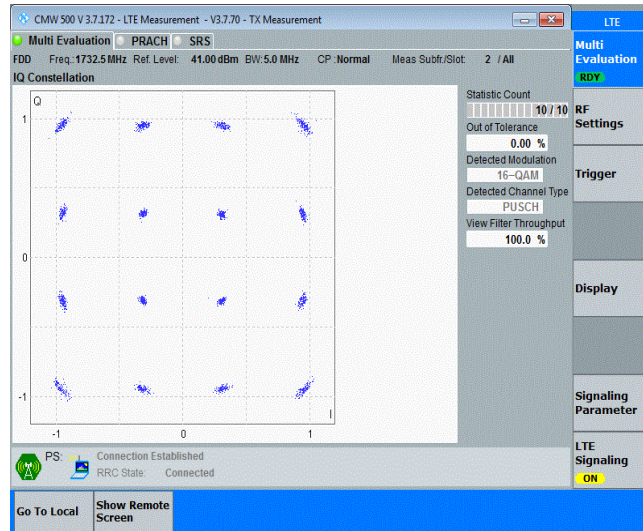 CMW 500 V 3.7.172 - LTE Measurement - V3.7.70 - TX Measurement
LTE
Multi Evaluation PRACH SRS
FDD Freq.:1732.5 MHz Ref. Level: 41.00 dBm BW:5.0 MHz CP :Normal Meas Subfr./Slot: 2 / All
IQ Constellation
Q
1
0
-1
I
-1 0 1
Statistic Count
10 / 10
Out of Tolerance
0.00 %
Detected Modulation
16-QAM
Detected Channel Type
PUSCH
View Filter Throughput
100.0 %
Multi
Evaluation
RDY
RF
Settings
Trigger
Display
Signaling
Parameter
LTE
Signaling
ON
PS: Connection Established
RRC State: Connected
Go To Local
Show Remote
Screen